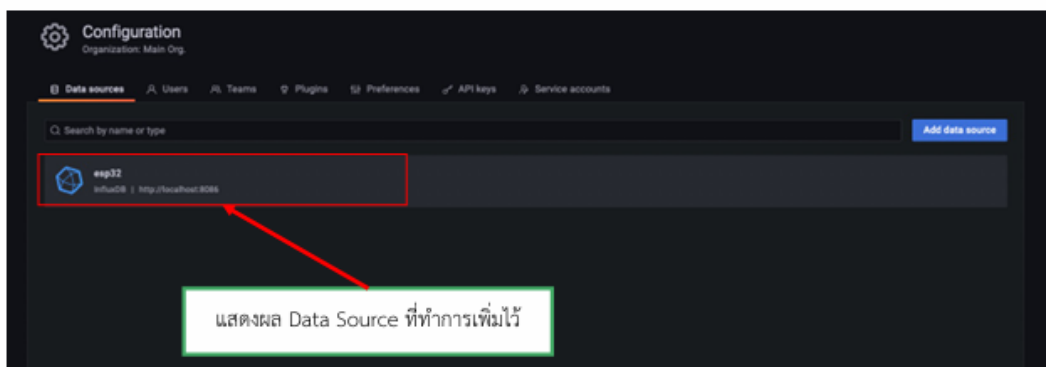 Configuration
Organization: Main Org.
Data sources Users Teams Plugins Preferences API keys Service accounts
Search by name or type
Add data source
esp32
InfluxDB | http://localhost:8086
แสดงผล Data Source ที่ทำการเพิ่มไว้